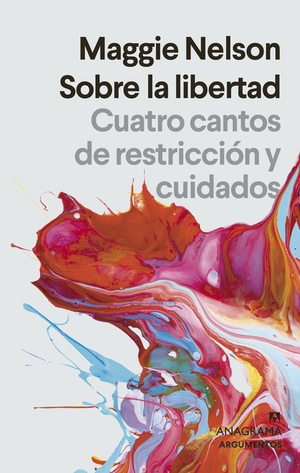 Maggie Nelson
Sobre la libertad
Cuatro cantos
de restricción y
cuidados
ANAGRAMA
ARGUMENTOS